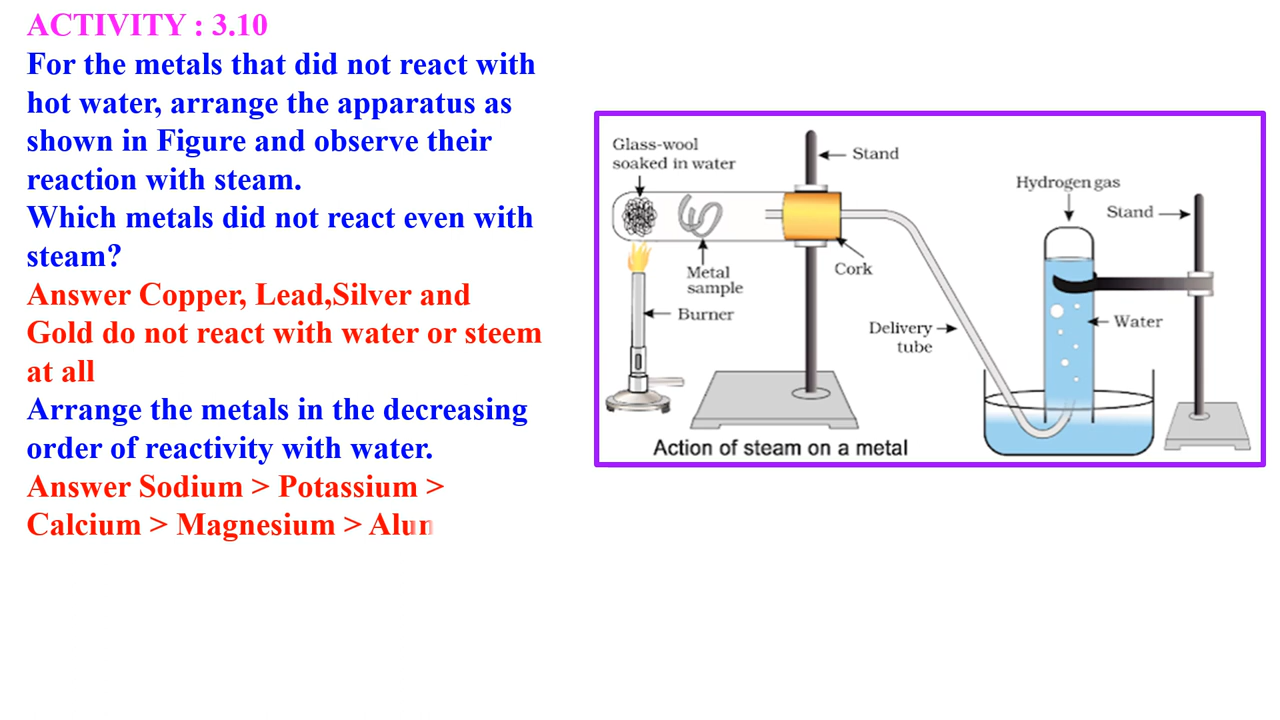 ACTIVITY : 3.10
For the metals that did not react with
hot water, arrange the apparatus as
shown in Figure and observe their
reaction with steam.
Which metals did not react even with
steam?
Answer Copper, Lead,Silver and
Gold do not react with water or steem
at all
Arrange the metals in the decreasing
order of reactivity with water.
Answer Sodium > Potassium >
Calcium > Magnesium >
Glass-wool
soaked in water
Stand
Hydrogen gas
Stand
Metal
sample
Cork
Burner
Delivery
tube
Water
Action of steam on a metal